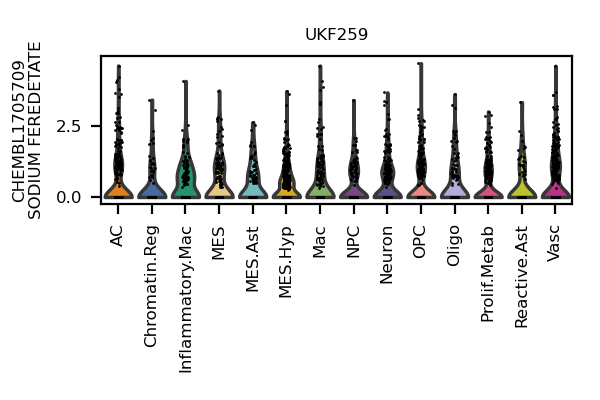 UKF259
CHEMBL1705709
SODIUM FEREDETATE
2.5
0.0
AC
Chromatin.Reg
Inflammatory.Mac
MES
MES.Ast
MES.Hyp
Mac
NPC
Neuron
OPC
Oligo
Prolif.Metab
Reactive.Ast
Vasc